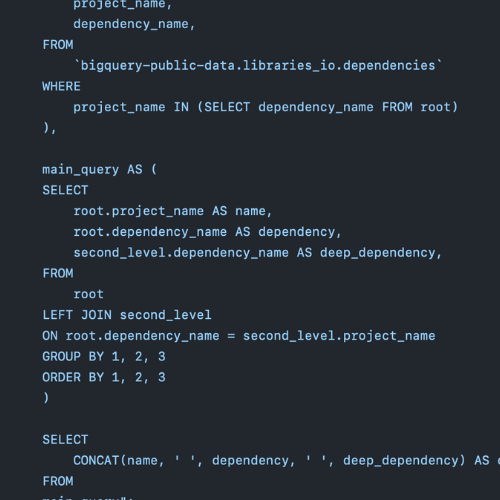 project_name,
dependency_name,
FROM
`bigquery-public-data.libraries_io.dependencies`
WHERE
project_name IN (SELECT dependency_name FROM root)
),
main_query AS (
SELECT
root.project_name AS name,
root.dependency_name AS dependency,
second_level.dependency_name AS deep_dependency,
FROM
root
LEFT JOIN second_level
ON root.dependency_name = second_level.project_name
GROUP BY 1, 2, 3
ORDER BY 1, 2, 3
)
SELECT
CONCAT(name, ' ', dependency, ' ', deep_dependency) AS
FROM